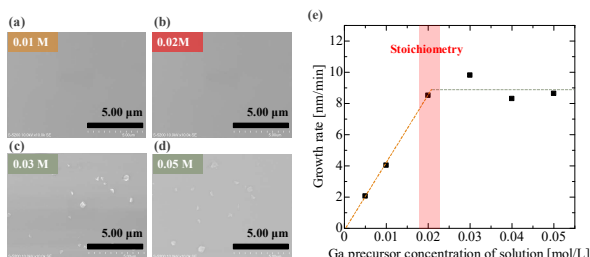 (a)
0.01 M
5.00 μm
(b)
0.02M
5.00 μm
(c)
0.03 M
5.00 μm
(d)
0.05 M
5.00 μm
(e)
Stoichiometry
Growth rate [nm/min]
12
10
8
6
4
2
0
0
0.01
0.02
0.03
0.04
0.05
Ga precursor concentration of solution [mol/L]